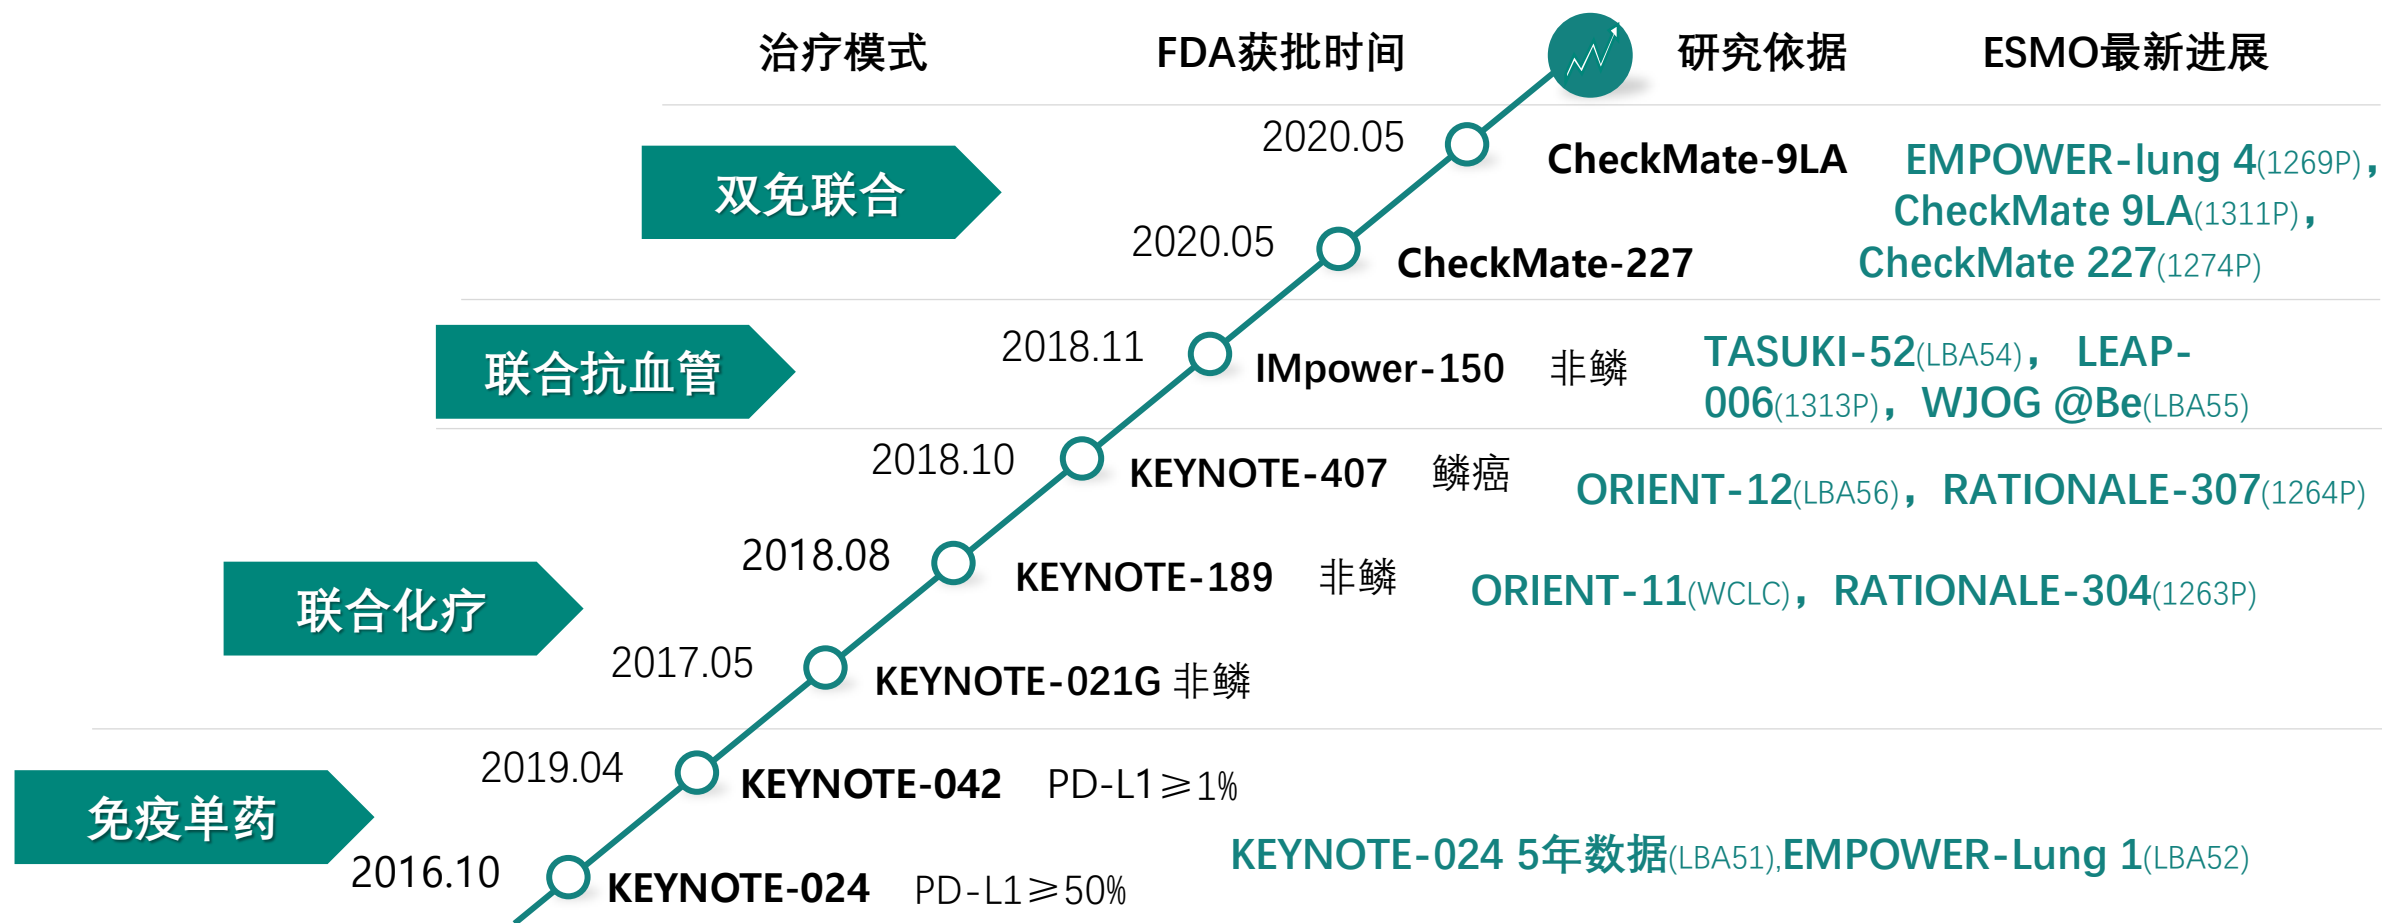 治疗模式 FDA获批时间 研究依据 ESMO最新进展
双免联合
2020.05 CheckMate-9LA
2020.05 CheckMate-227
EMPOWER-lung 4(1269P)，
CheckMate 9LA(1311P)，
CheckMate 227(1274P)
联合抗血管
2018.11 IMpower-150 非鳞
TASUKI-52(LBA54)， LEAP-
006(1313P)，WJOG @Be(LBA55)
联合化疗
2018.10 KEYNOTE-407 鳞癌
ORIENT-12(LBA56)，RATIONALE-307(1264P)
2018.08 KEYNOTE-189 非鳞
ORIENT-11(WCLC)，RATIONALE-304(1263P)
2017.05 KEYNOTE-021G 非鳞
免疫单药
2019.04 KEYNOTE-042 PD-L1≥1%
2016.10 KEYNOTE-024 PD-L1≥50%
KEYNOTE-024 5年数据(LBA51),EMPOWER-Lung 1(LBA52)